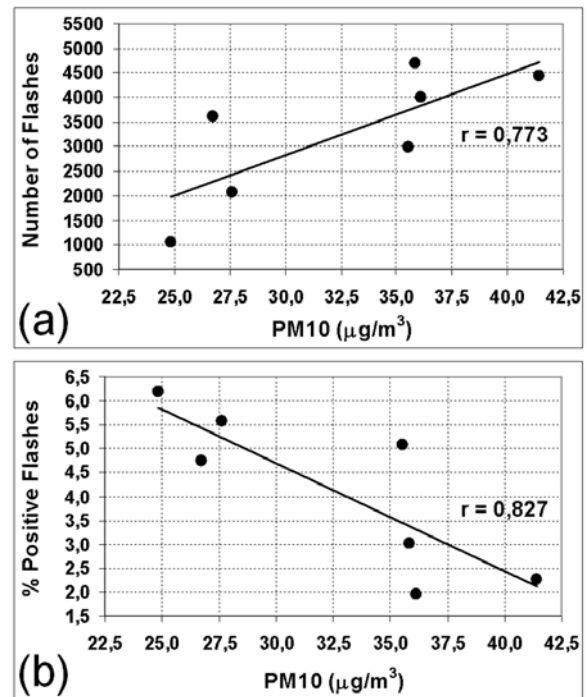 5500
5000
4500
4000
3500
3000
2500
2000
1500
1000
500
Number of Flashes
r = 0,773
22,5 25,0 27,5 30,0 32,5 35,0 37,5 40,0 42,5
PM10 (μg/m³)
(a)
6,5
6,0
5,5
5,0
4,5
4,0
3,5
3,0
2,5
2,0
1,5
% Positive Flashes
r = 0,827
22,5 25,0 27,5 30,0 32,5 35,0 37,5 40,0 42,5
PM10 (μg/m³)
(b)